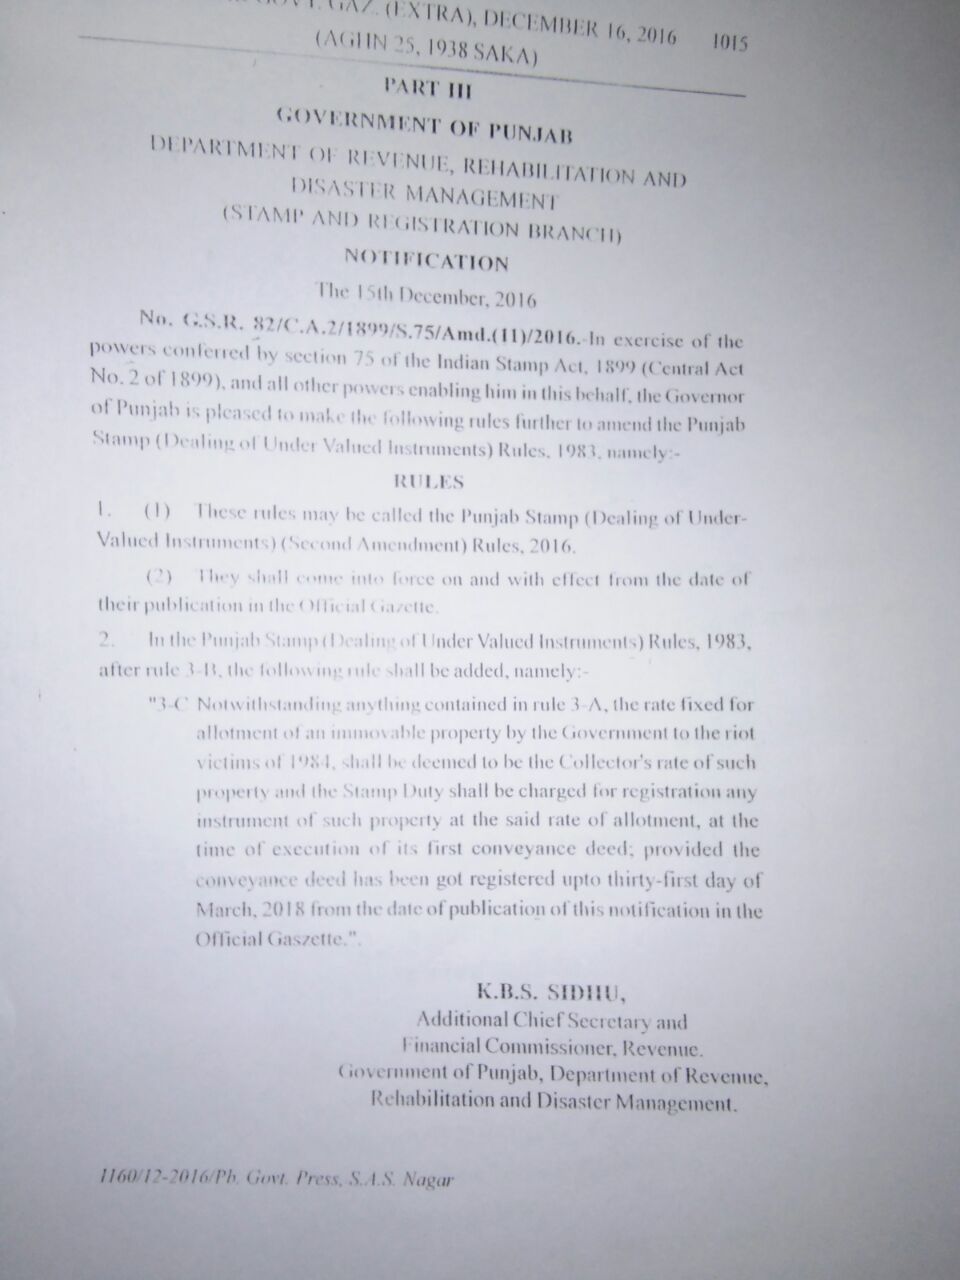 GOVT. GAZ. (EXTRA), DECEMBER 16, 2016 1015
(AGHN 25, 1938 SAKA)
PART III
GOVERNMENT OF PUNJAB
DEPARTMENT OF REVENUE, REHABILITATION AND
DISASTER MANAGEMENT
(STAMP AND REGISTRATION BRANCH)
NOTIFICATION
The 15th December, 2016
No. G.S.R. 82/C.A.2/1899/S.75/Amd.(11)/2016.-In exercise of the
powers conferred by section 75 of the Indian Stamp Act, 1899 (Central Act
No. 2 of 1899), and all other powers enabling him in this behalf, the Governor
of Punjab is pleased to make the following rules further to amend the Punjab
Stamp (Dealing of Under Valued Instruments) Rules, 1983, namely:-
RULES
1. (1) These rules may be called the Punjab Stamp (Dealing of Under-
Valued Instruments) (Second Amendment) Rules, 2016.
(2) They shall come into force on and with effect from the date of
their publication in the Official Gazette.
2. In the Punjab Stamp (Dealing of Under Valued Instruments) Rules, 1983,
after rule 3-B, the following rule shall be added, namely:-
"3-C Notwithstanding anything contained in rule 3-A, the rate fixed for
allotment of an immovable property by the Government to the riot
victims of 1984, shall be deemed to be the Collector's rate of such
property and the Stamp Duty shall be charged for registration any
instrument of such property at the said rate of allotment, at the
time of execution of its first conveyance deed; provided the
conveyance deed has been got registered upto thirty-first day of
March, 2018 from the date of publication of this notification in the
Official Gaszette.".
K.B.S. SIDHU,
Additional Chief Secretary and
Financial Commissioner, Revenue.
Government of Punjab, Department of Revenue,
Rehabilitation and Disaster Management.
1160/12-2016/Pb. Govt. Press, S.A.S. Nagar